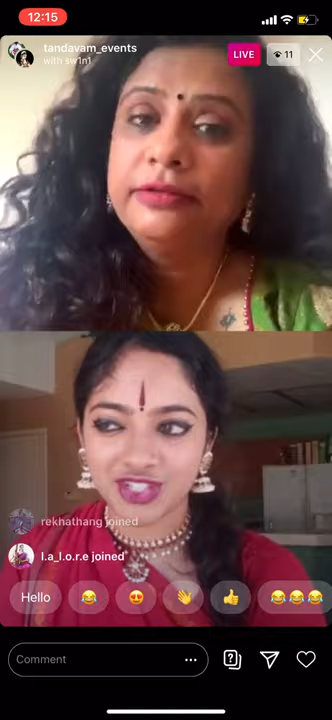 12:15
tandavam_events
with sw1n1
LIVE
11
rekhathang joined
l.a_l.o.r.e joined
Hello
Comment